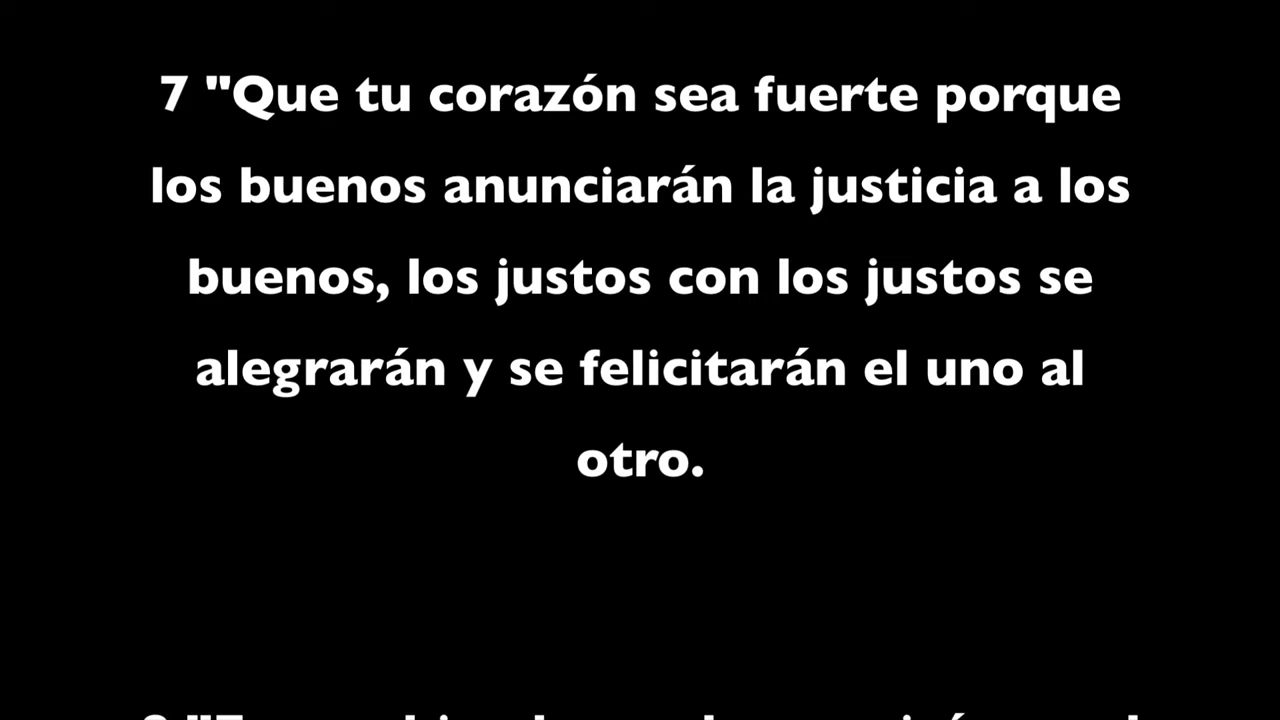 7 "Que tu corazón sea fuerte porque
los buenos anunciarán la justicia a los
buenos, los justos con los justos se
alegrarán y se felicitarán el uno al
otro.